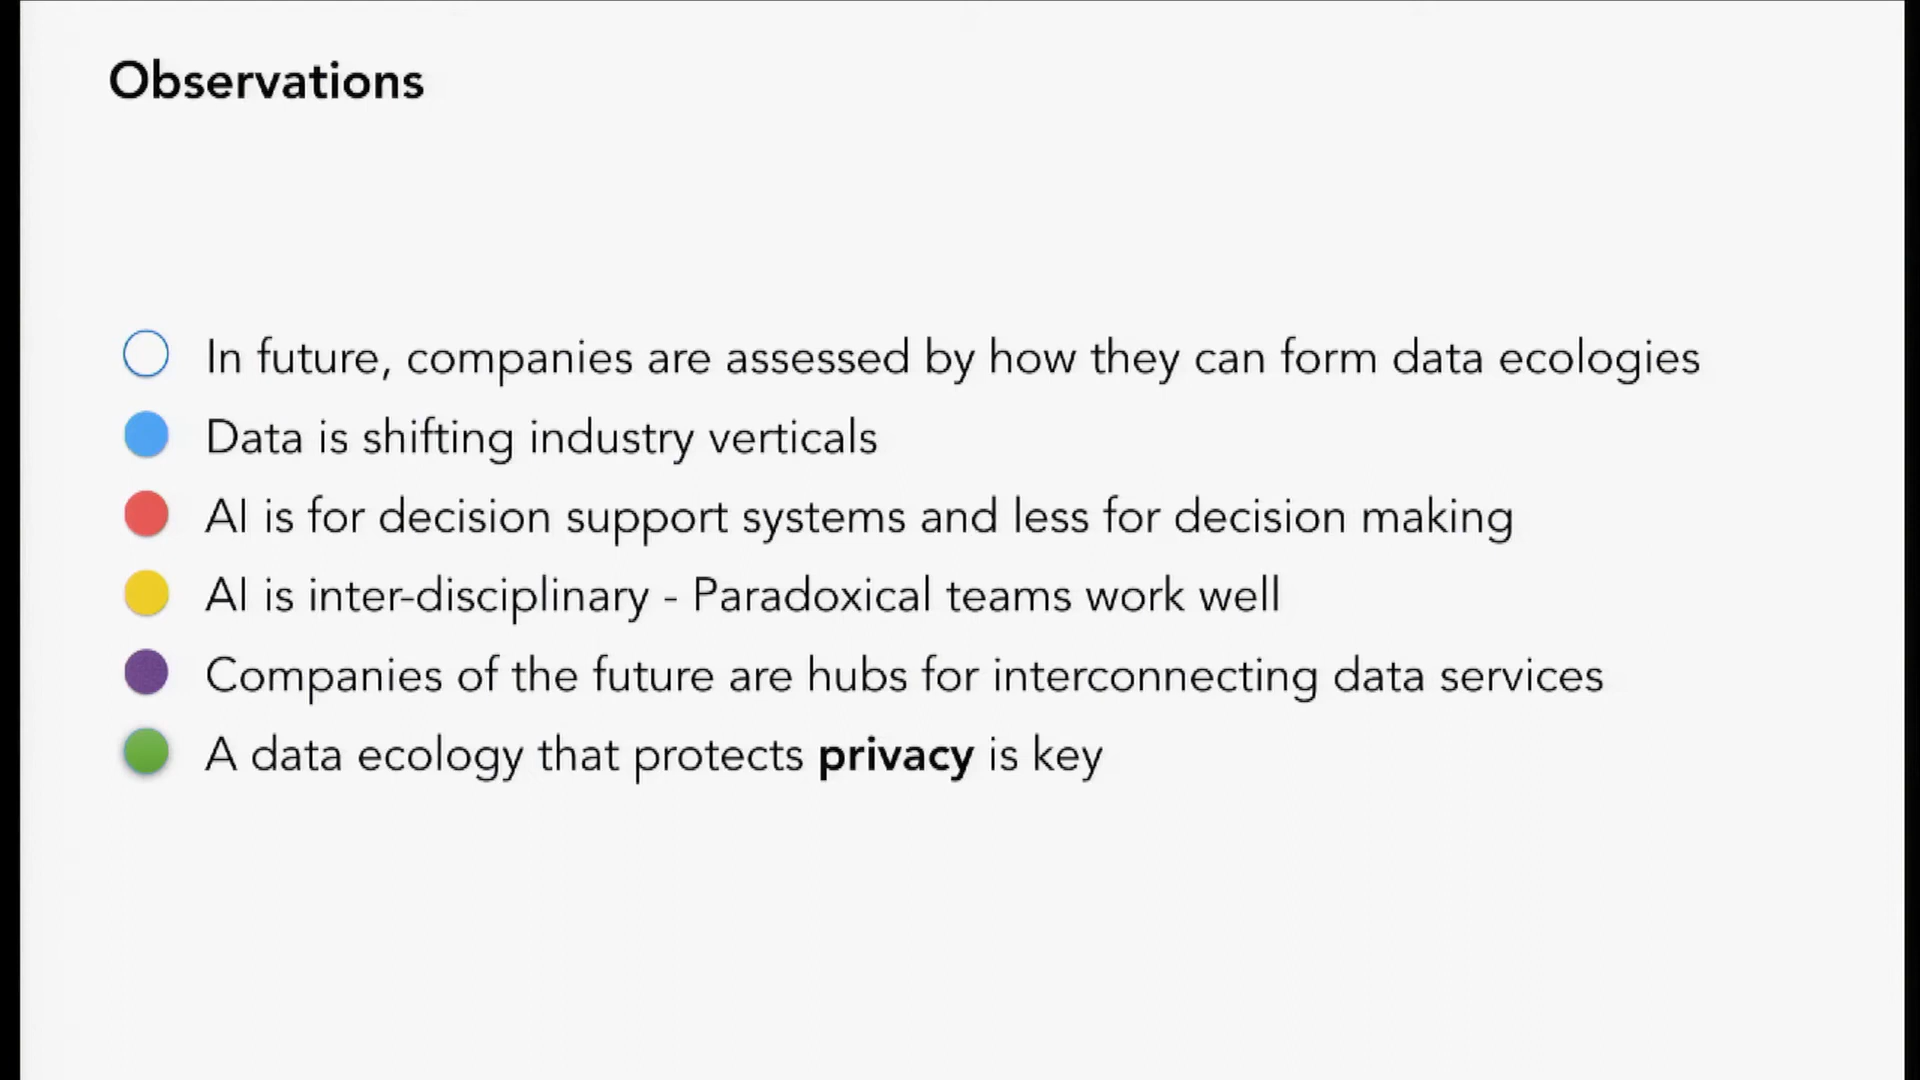 Observations
In future, companies are assessed by how they can form data ecologies
Data is shifting industry verticals
AI is for decision support systems and less for decision making
AI is inter-disciplinary - Paradoxical teams work well
Companies of the future are hubs for interconnecting data services
A data ecology that protects privacy is key